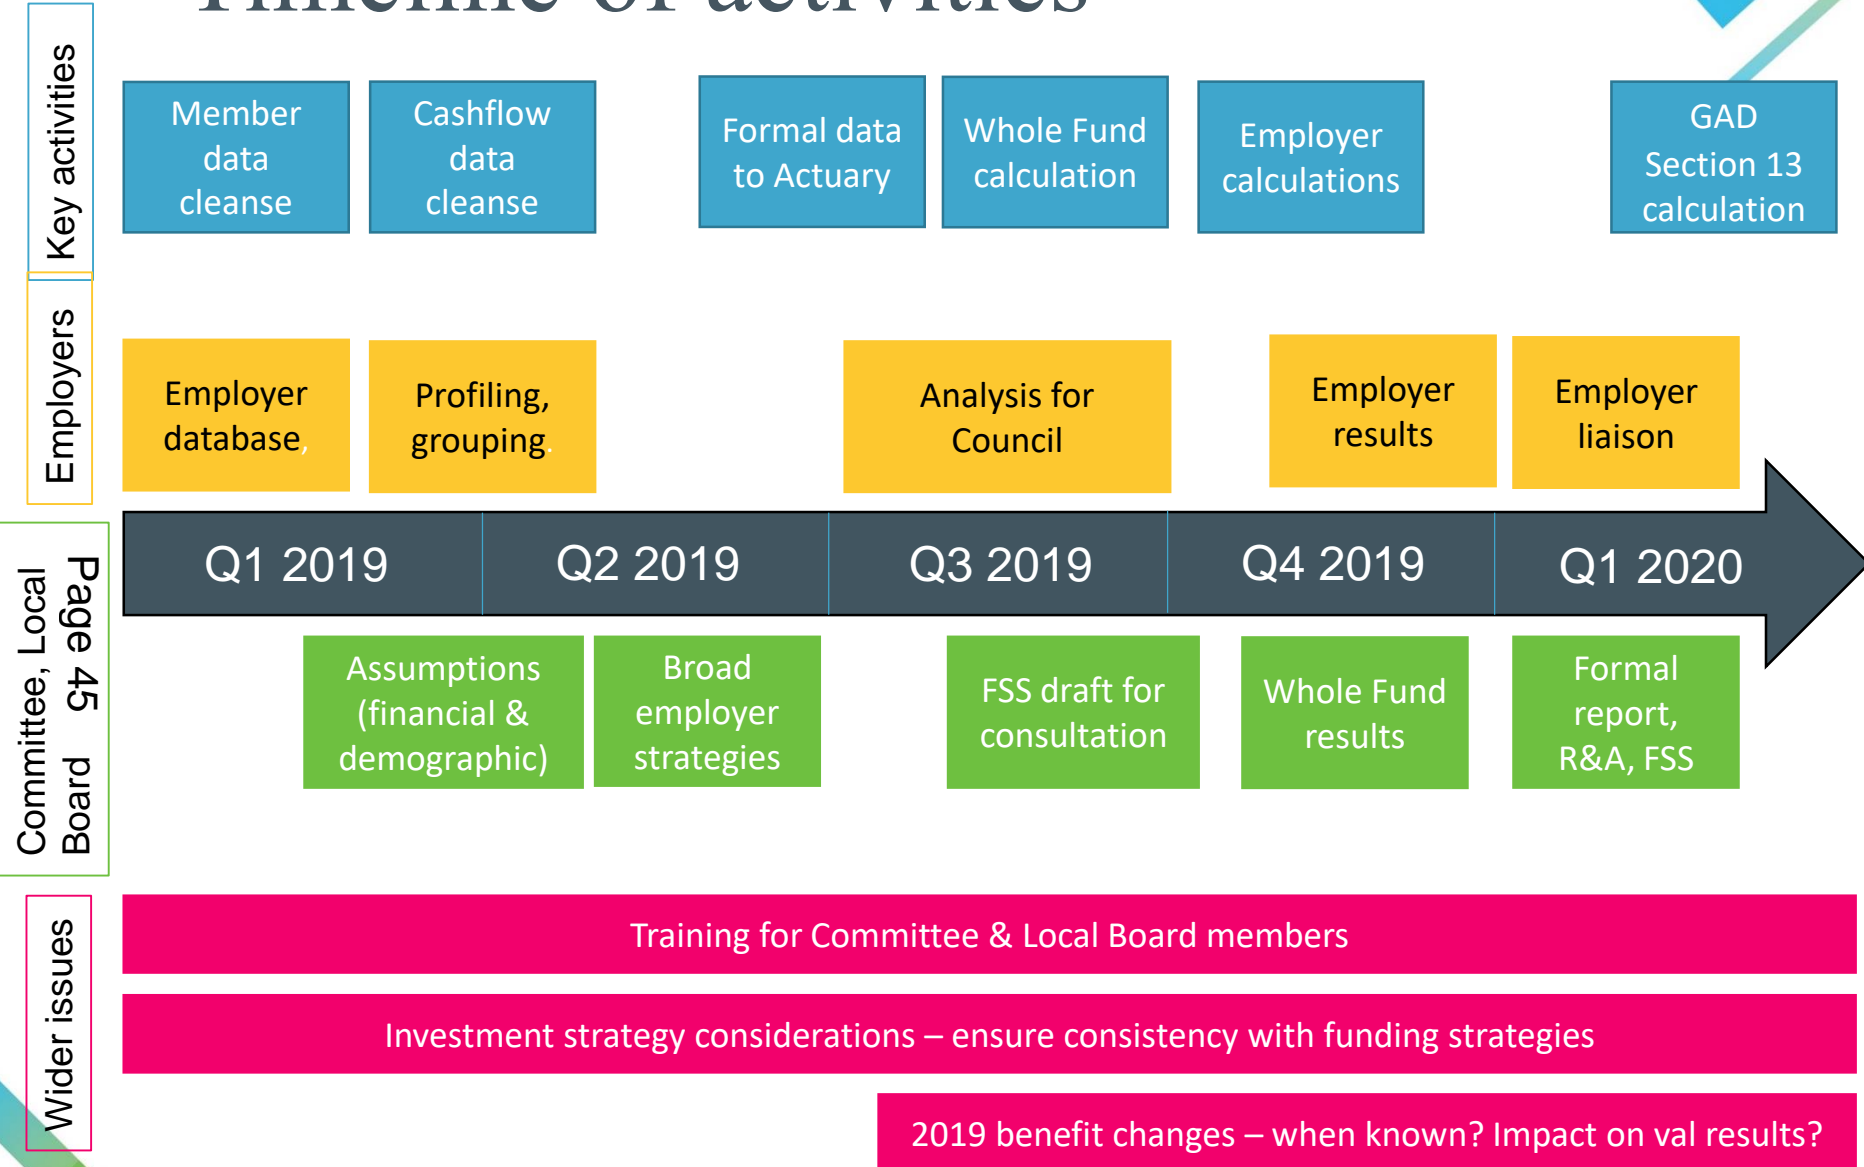 Timeline of activities
Key activities
Member
data
cleanse
Cashflow
data
cleanse
Formal data
to Actuary
Whole Fund
calculation
Employer
calculations
GAD
Section 13
calculation
Employers
Employer
database,
Profiling,
grouping.
Analysis for
Council
Employer
results
Employer
liaison
Q1 2019
Q2 2019
Q3 2019
Q4 2019
Q1 2020
Committee, Local
Board
Page 45
Assumptions
(financial &
demographic)
Broad
employer
strategies
FSS draft for
consultation
Whole Fund
results
Formal
report,
R&A, FSS
Wider issues
Training for Committee & Local Board members
Investment strategy considerations – ensure consistency with funding strategies
2019 benefit changes – when known? Impact on val results?